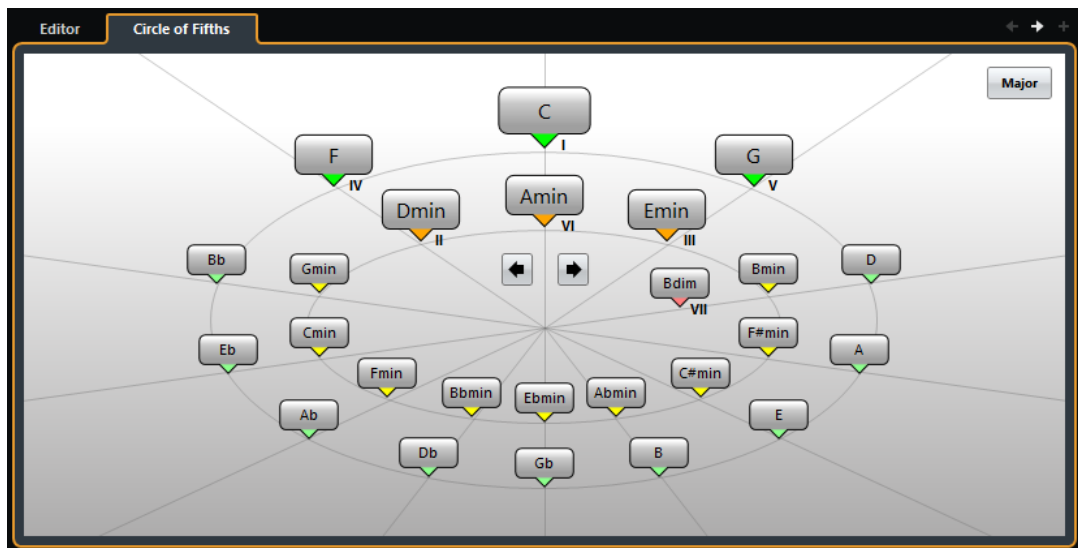 Editor
Circle of Fifths
Major
C
I
F
IV
G
V
Amin
VI
Dmin
II
Emin
III
Bb
Gmin
Bmin
D
Bdim
VII
Cmin
F#min
Eb
A
Fmin
C#min
Bbmin
Ebmin
Abmin
Ab
E
Db
Gb
B